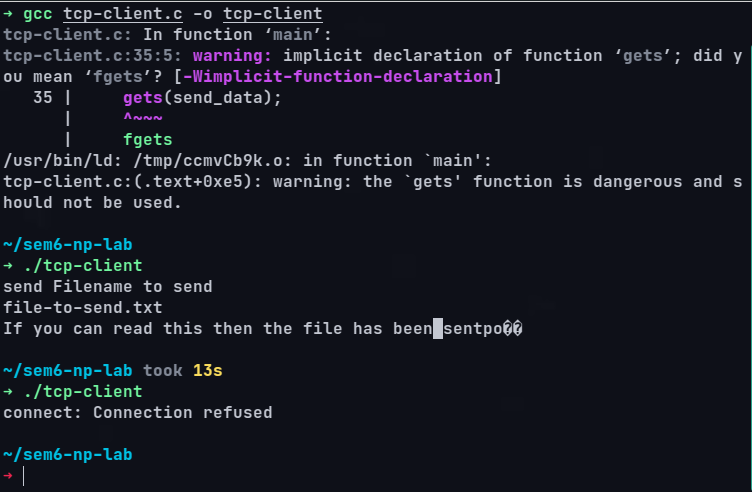 → gcc tcp-client.c -o tcp-client
tcp-client.c: In function ‘main’:
tcp-client.c:35:5: warning: implicit declaration of function ‘gets’; did y
ou mean ‘fgets’? [-Wimplicit-function-declaration]
   35 |     gets(send_data);
      |     ^~~~
      |     fgets
/usr/bin/ld: /tmp/ccmvCb9k.o: in function `main':
tcp-client.c:(.text+0xe5): warning: the `gets' function is dangerous and s
hould not be used.
~/sem6-np-lab
→ ./tcp-client
send Filename to send
file-to-send.txt
If you can read this then the file has been sentpo��
~/sem6-np-lab took 13s
→ ./tcp-client
connect: Connection refused
~/sem6-np-lab
→